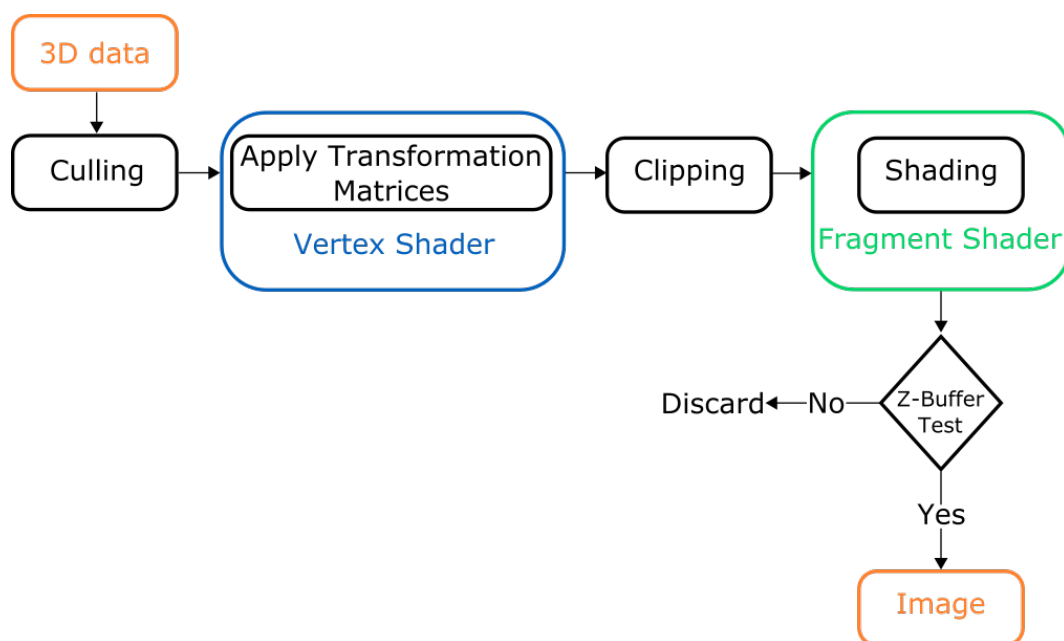 3D data
Culling
Apply Transformation
Matrices
Vertex Shader
Clipping
Shading
Fragment Shader
Z-Buffer
Test
No
Discard
Yes
Image